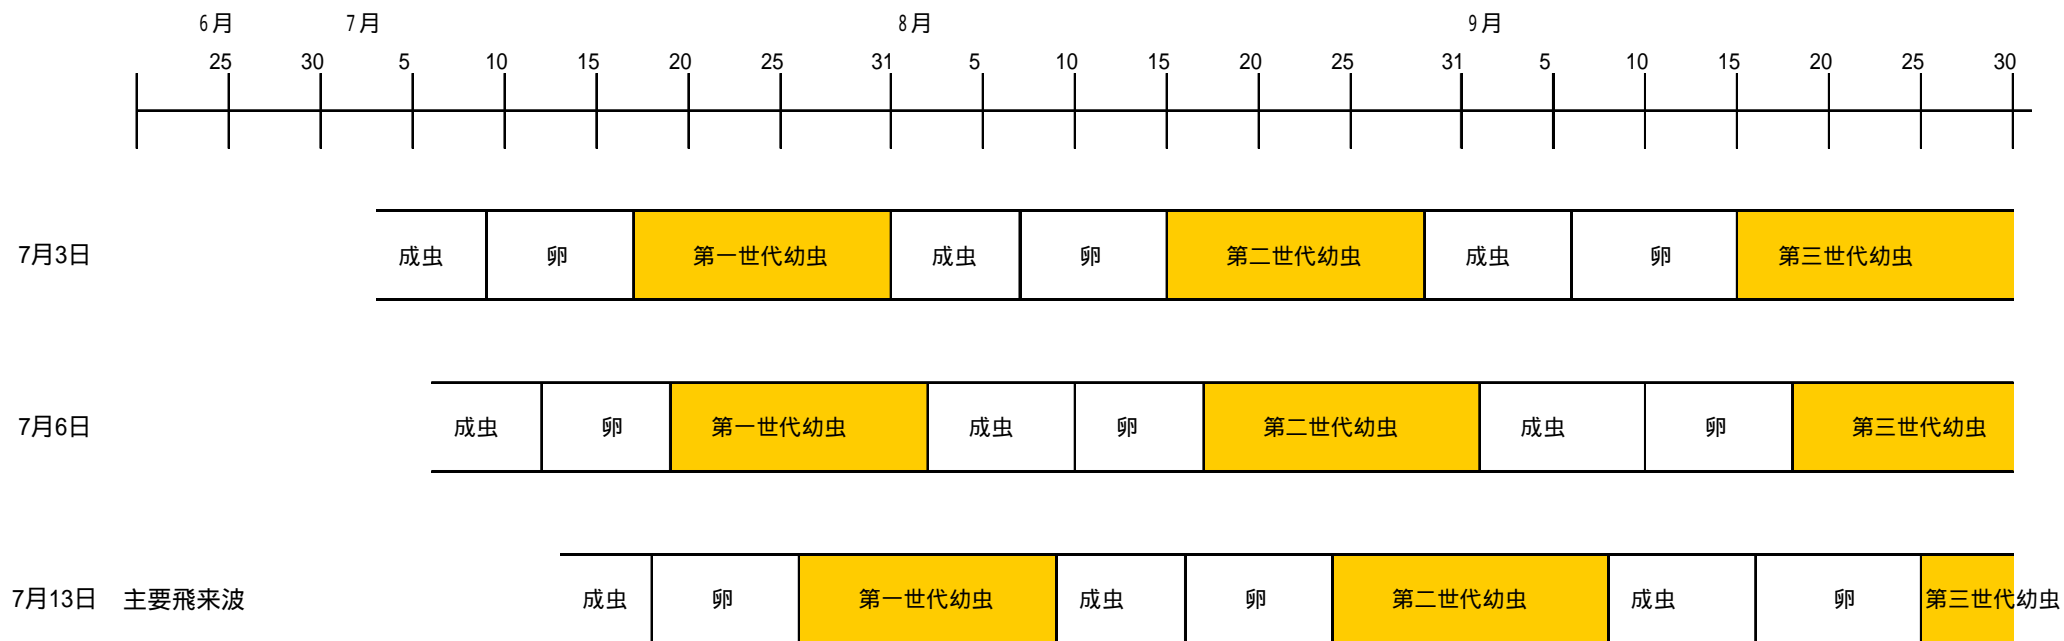 6月 7月 8月 9月
25 30 5 10 15 20 25 31 5 10 15 20 25 31 5 10 15 20 25 30
7月3日 成虫 卵 第一世代幼虫 成虫 卵 第二世代幼虫 成虫 卵 第三世代幼虫
7月6日 成虫 卵 第一世代幼虫 成虫 卵 第二世代幼虫 成虫 卵 第三世代幼虫
7月13日 主要飛来波 成虫 卵 第一世代幼虫 成虫 卵 第二世代幼虫 成虫 卵 第三世代幼虫